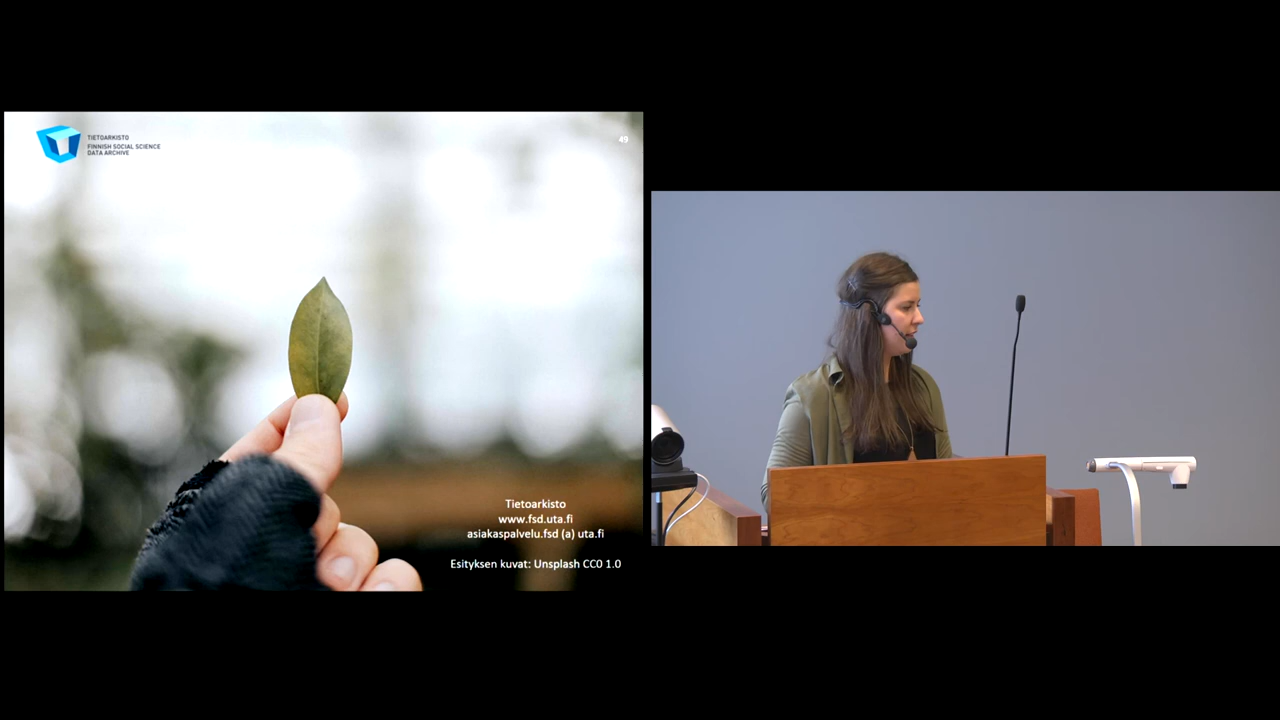 TIETOARKISTO
FINNISH SOCIAL SCIENCE
DATA ARCHIVE
49
Tietoarkisto
www.fsd.uta.fi
asiakaspalvelu.fsd (a) uta.fi
Esityksen kuvat: Unsplash CC0 1.0